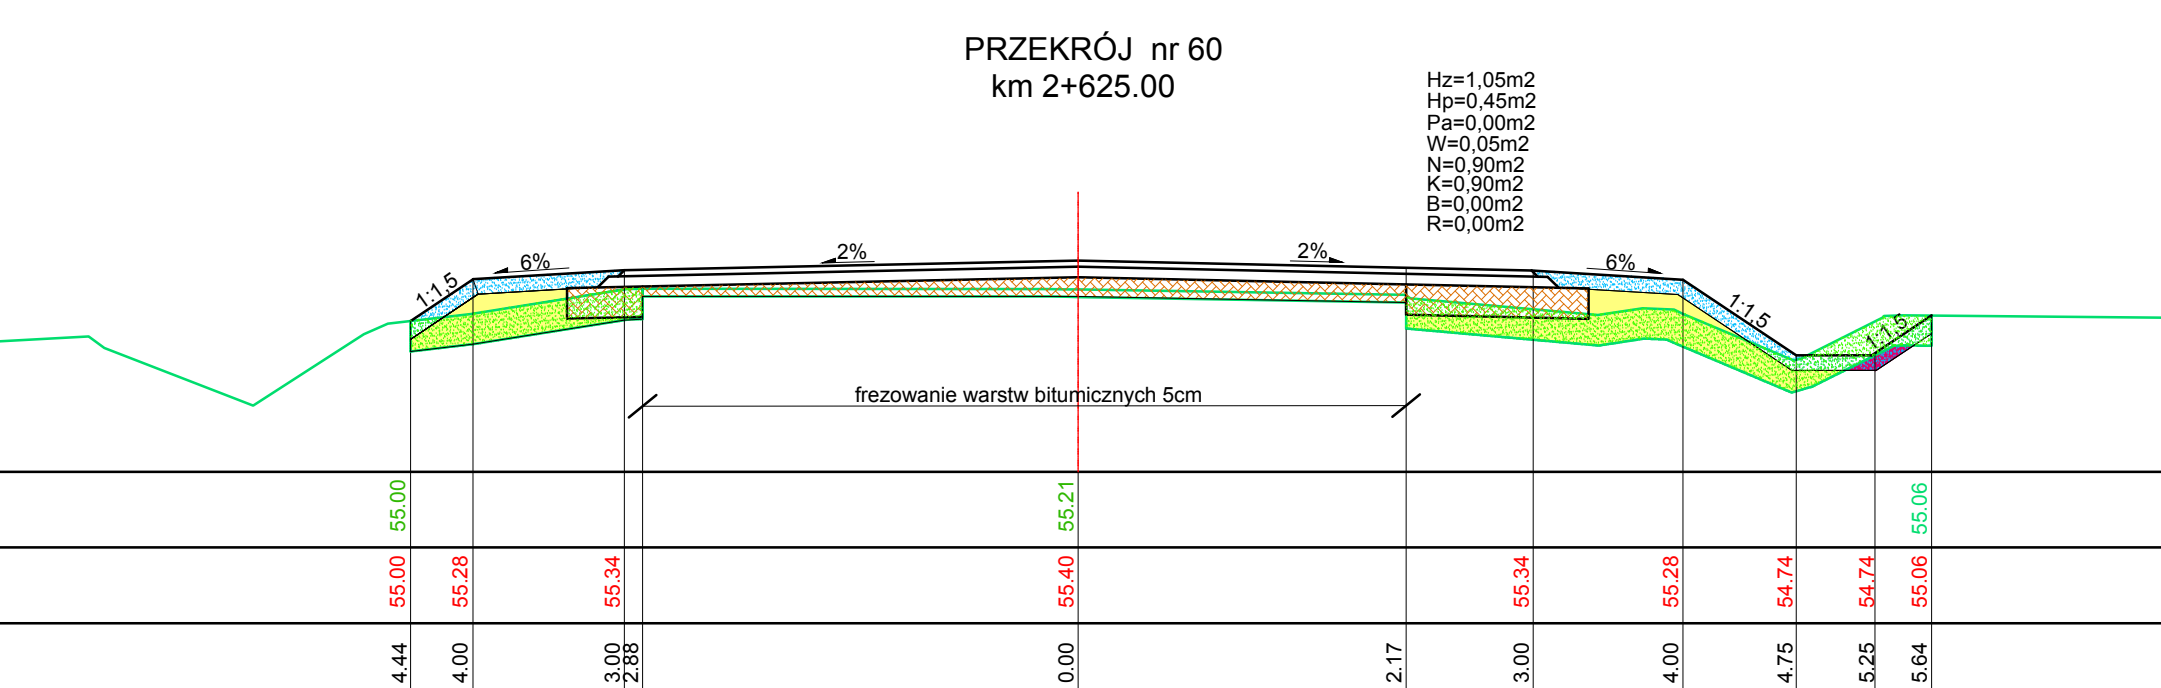 PRZEKRÓJ nr 60
km 2+625.00
Hz=1,05m2
Hp=0,45m2
Pa=0,00m2
W=0,05m2
N=0,90m2
K=0,90m2
B=0,00m2
R=0,00m2
1:1,5
6%
2%
2%
6%
1:1,5
1:1,5
frezowanie warstw bitumicznych 5cm
55.00
55.21
55.06
55.00
55.28
55.34
55.40
55.34
55.28
54.74
54.74
55.06
4.44
4.00
3.00
2.88
0.00
2.17
3.00
4.00
4.75
5.25
5.64